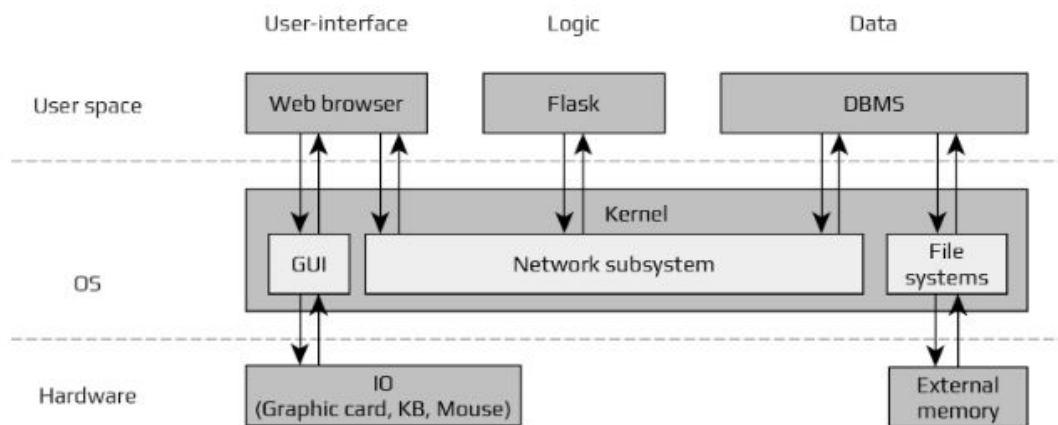 User-interface Logic Data
User space Web browser Flask DBMS
Kernel
GUI Network subsystem File
systems
OS
Hardware IO
(Graphic card, KB, Mouse)
External
memory